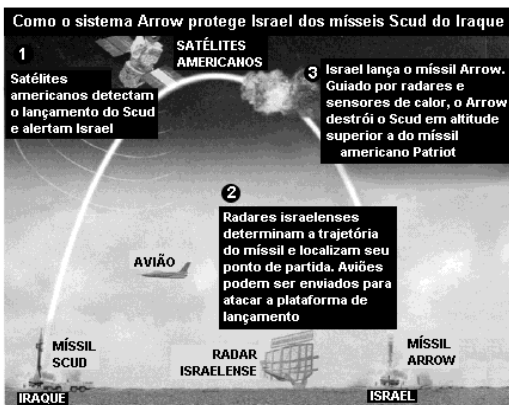 Como o sistema Arrow protege Israel dos mísseis Scud do Iraque
1
Satélites
americanos detectam
o lançamento do Scud
e alertam Israel
SATÉLITES
AMERICANOS
3
Israel lança o míssil Arrow.
Guiado por radares e
sensores de calor, o Arrow
destrói o Scud em altitude
superior a do míssil
americano Patriot
2
Radares israelenses
determinam a trajetória
do míssil e localizam seu
ponto de partida. Aviões
podem ser enviados para
atacar a plataforma de
lançamento
AVIÃO
MÍSSIL
SCUD
IRAQUE
RADAR
ISRAELENSE
MÍSSIL
ARROW
ISRAEL